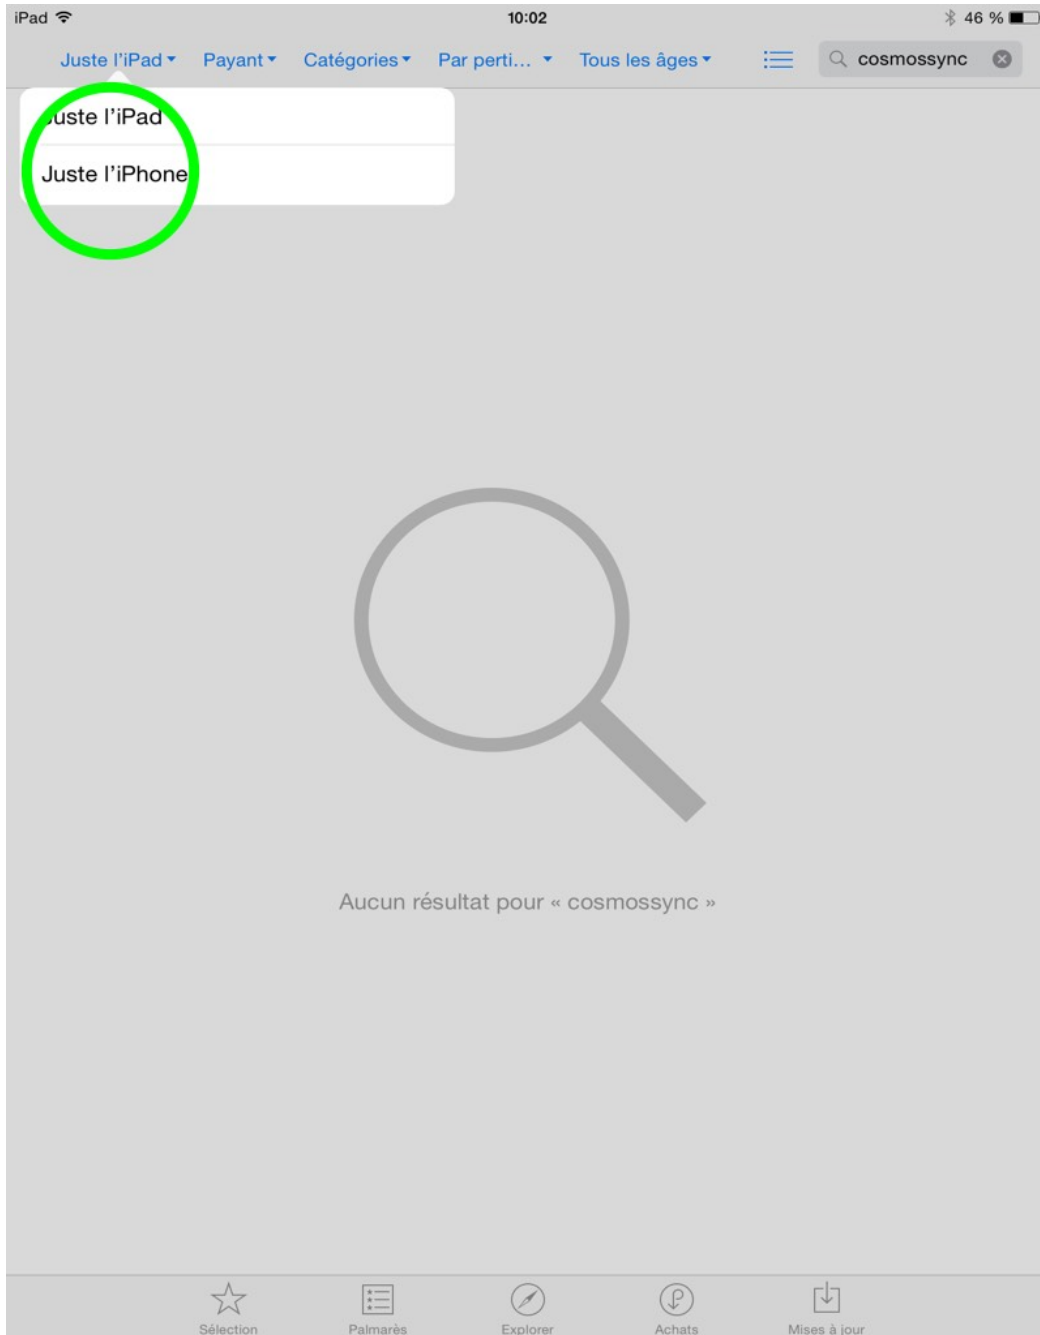 iPad 10:02 46 %
Juste l’iPad Payant Catégories Par perti... Tous les âges cosmossync
Juste l’iPad
Juste l’iPhone
Aucun résultat pour « cosmossync »
Sélection Palmarès Explorer Achats Mises à jour